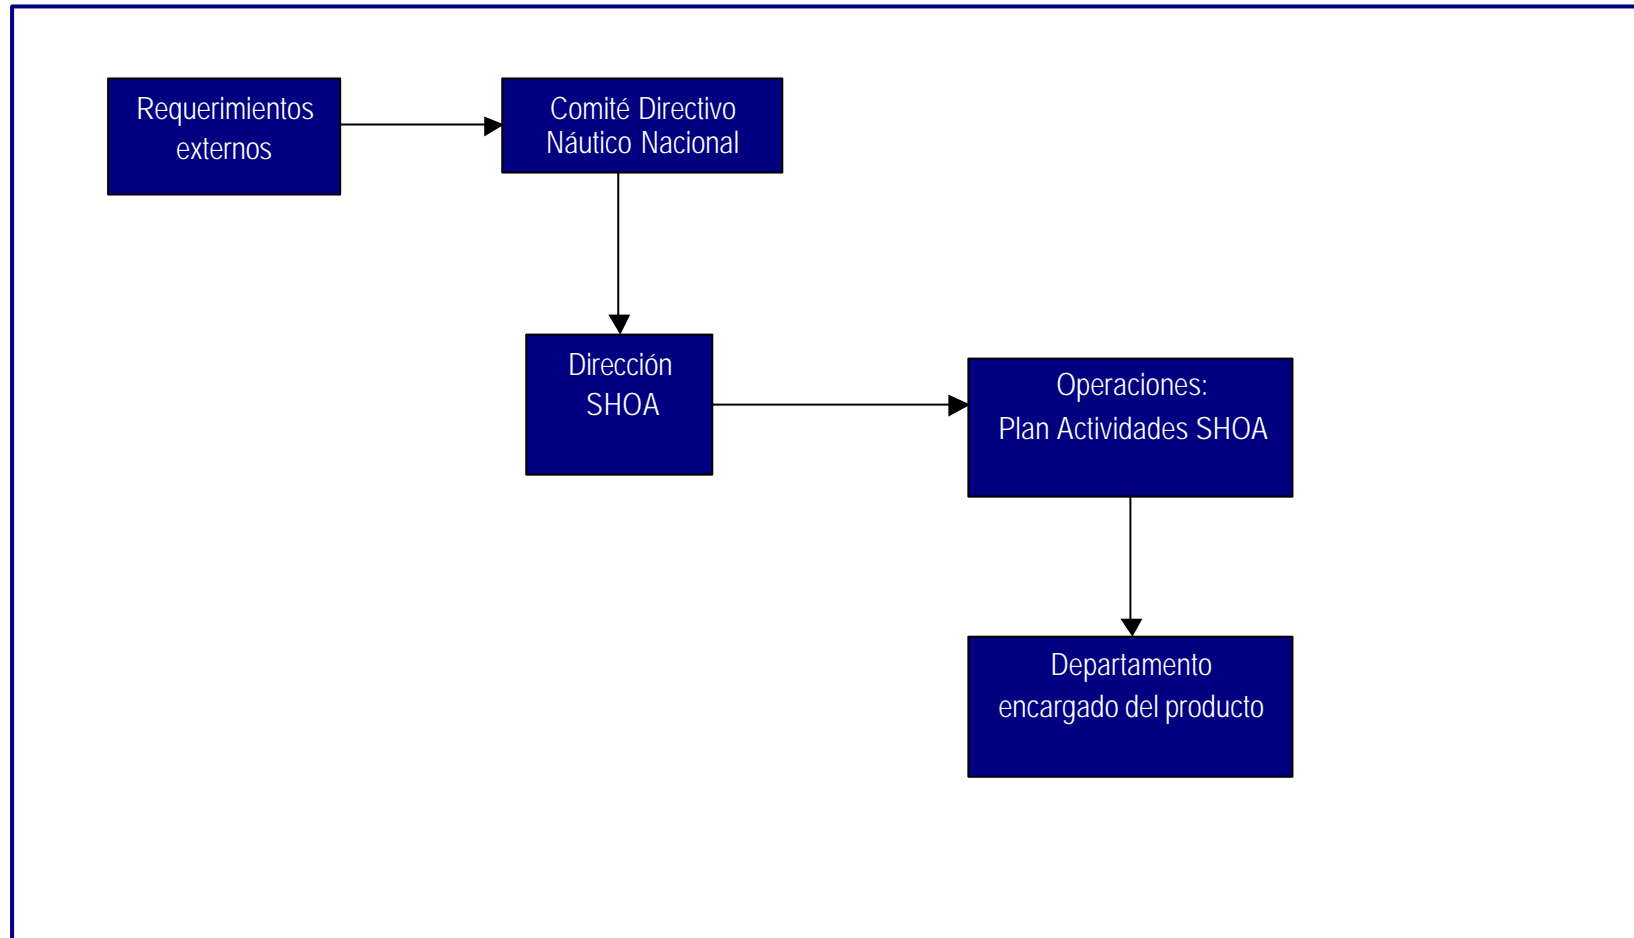 Requerimientos
externos
Comité Directivo
Náutico Nacional
Dirección
SHOA
Operaciones:
Plan Actividades SHOA
Departamento
encargado del producto